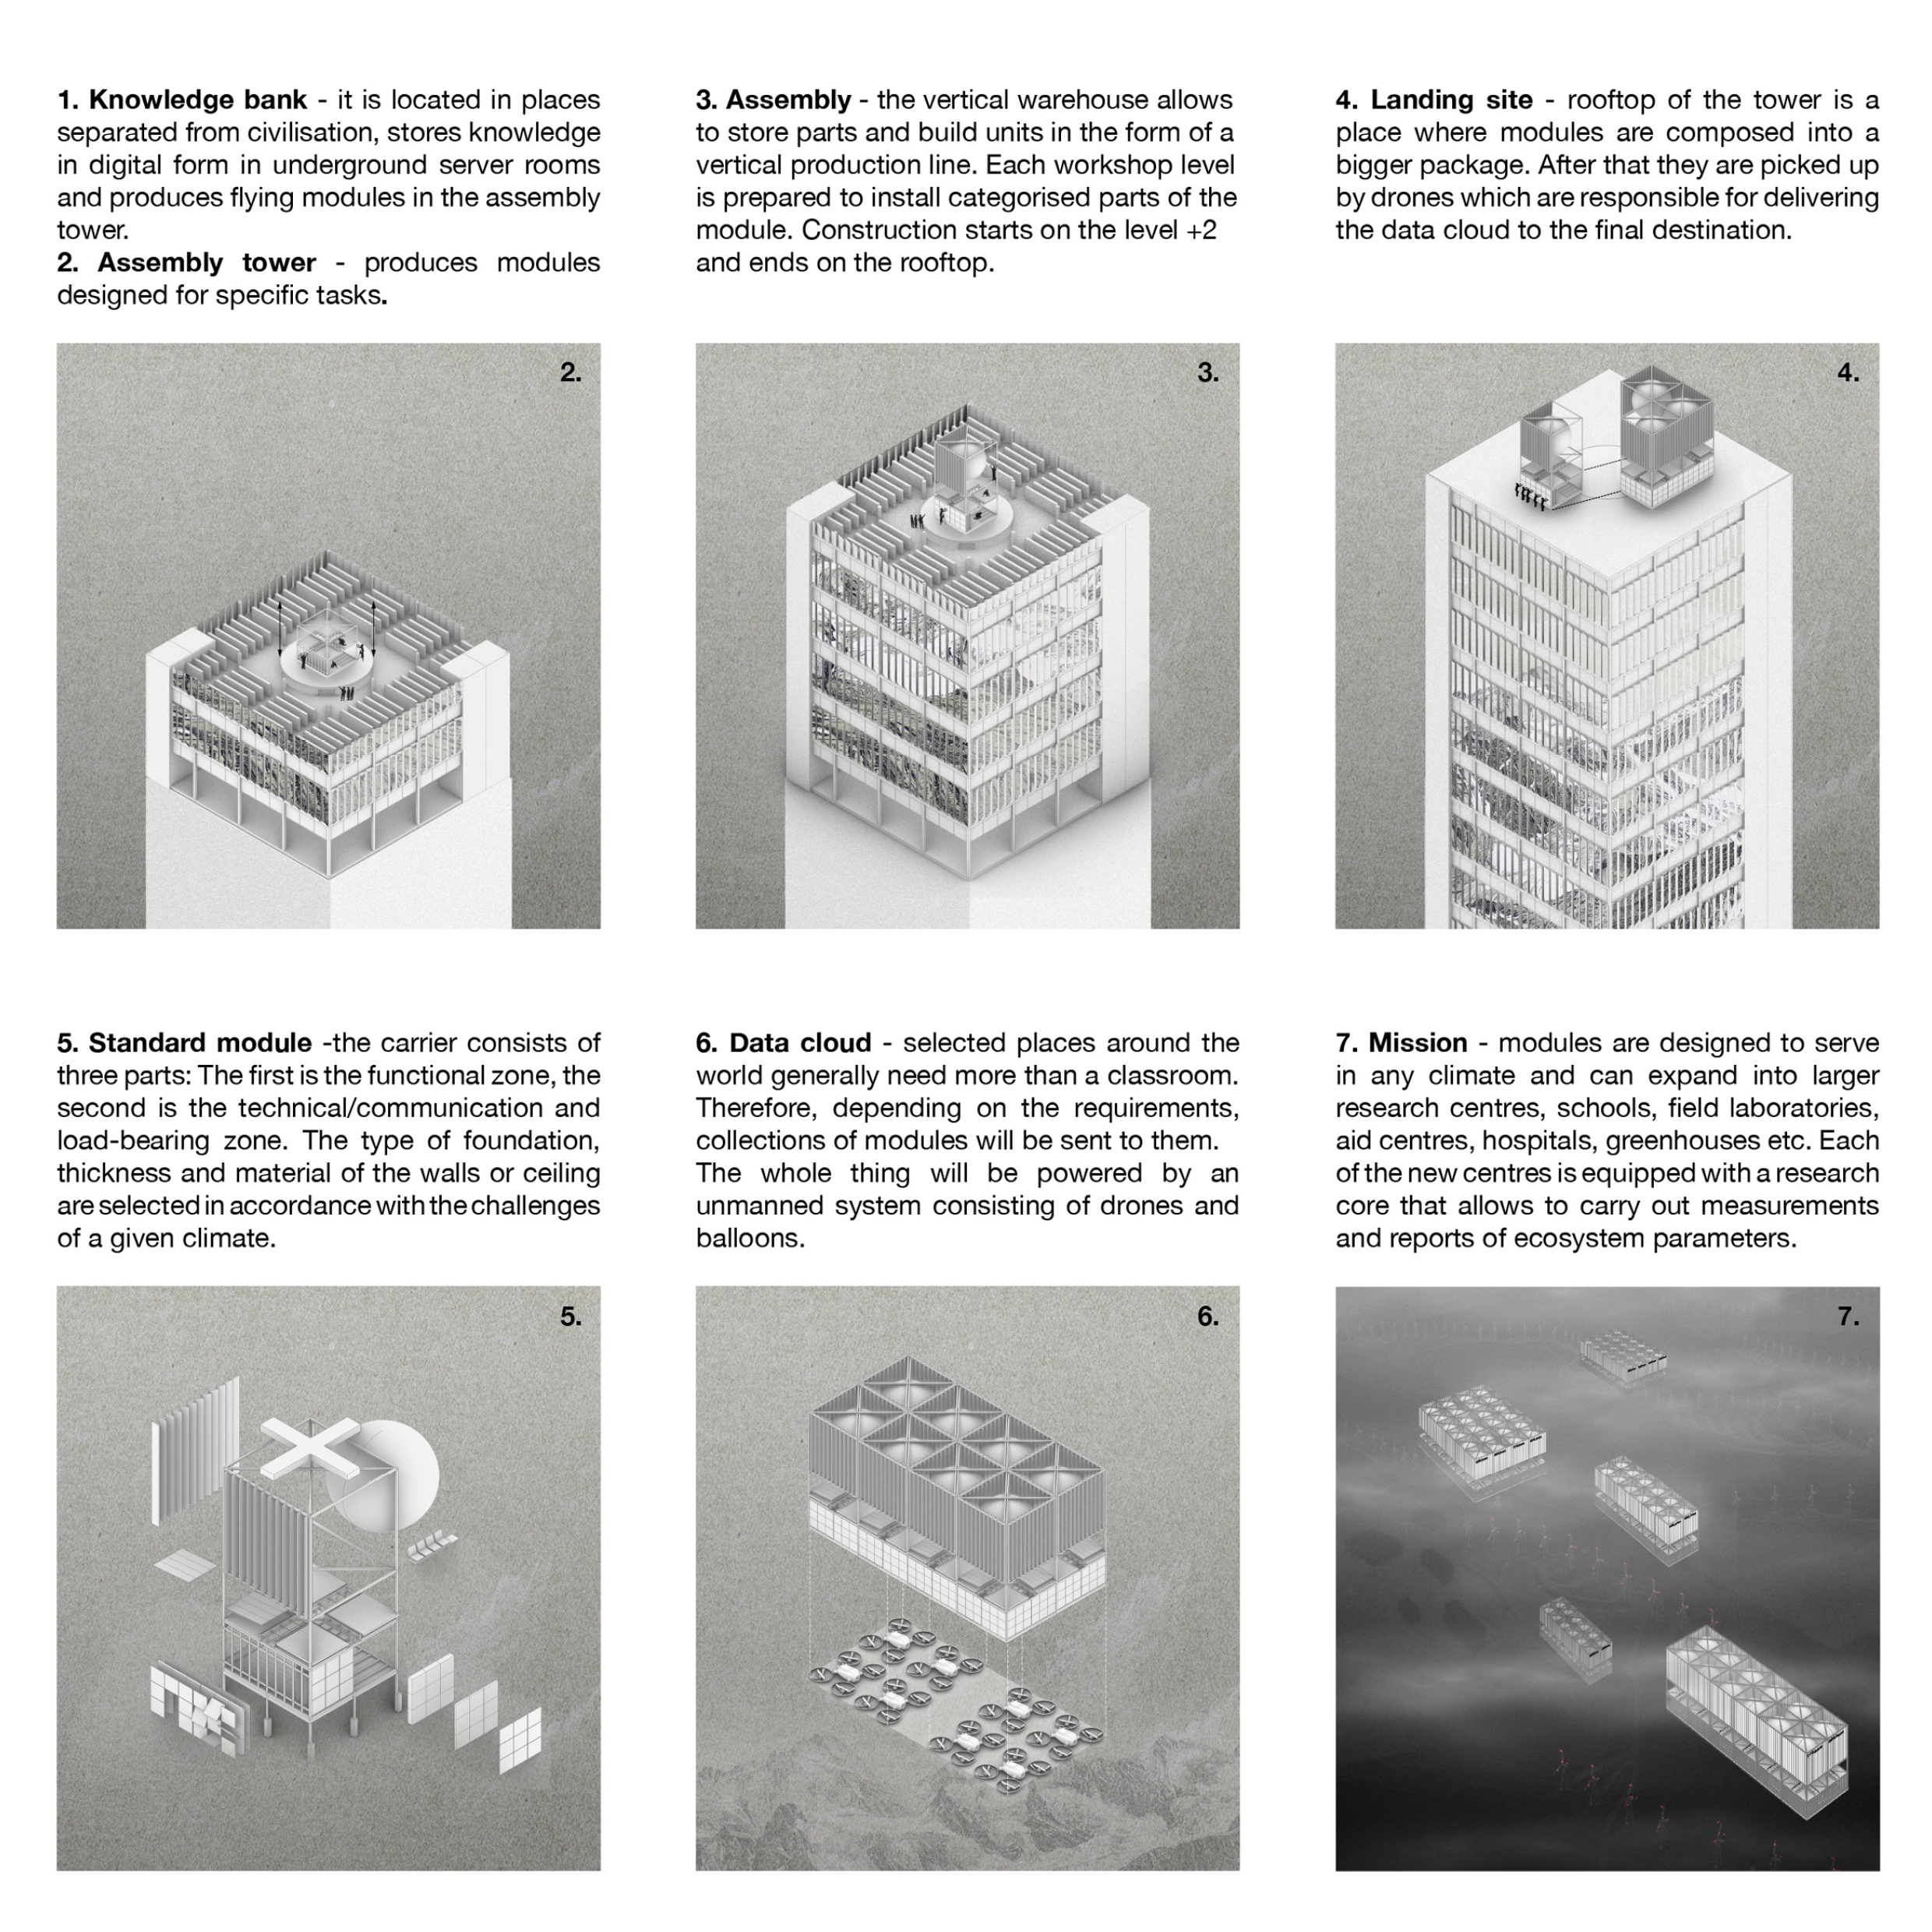 1. Knowledge bank - it is located in places
separated from civilisation, stores knowledge
in digital form in underground server rooms
and produces flying modules in the assembly
tower.
2. Assembly tower - produces modules
designed for specific tasks.
3. Assembly - the vertical warehouse allows
to store parts and build units in the form of a
vertical production line. Each workshop level
is prepared to install categorised parts of the
module. Construction starts on the level +2
and ends on the rooftop.
4. Landing site - rooftop of the tower is a
place where modules are composed into a
bigger package. After that they are picked up
by drones which are responsible for delivering
the data cloud to the final destination.
2.
3.
4.
5. Standard module -the carrier consists of
three parts: The first is the functional zone, the
second is the technical/communication and
load-bearing zone. The type of foundation,
thickness and material of the walls or ceiling
are selected in accordance with the challenges
of a given climate.
6. Data cloud - selected places around the
world generally need more than a classroom.
Therefore, depending on the requirements,
collections of modules will be sent to them.
The whole thing will be powered by an
unmanned system consisting of drones and
balloons.
7. Mission - modules are designed to serve
in any climate and can expand into larger
research centres, schools, field laboratories,
aid centres, hospitals, greenhouses etc. Each
of the new centres is equipped with a research
core that allows to carry out measurements
and reports of ecosystem parameters.
5.
6.
7.